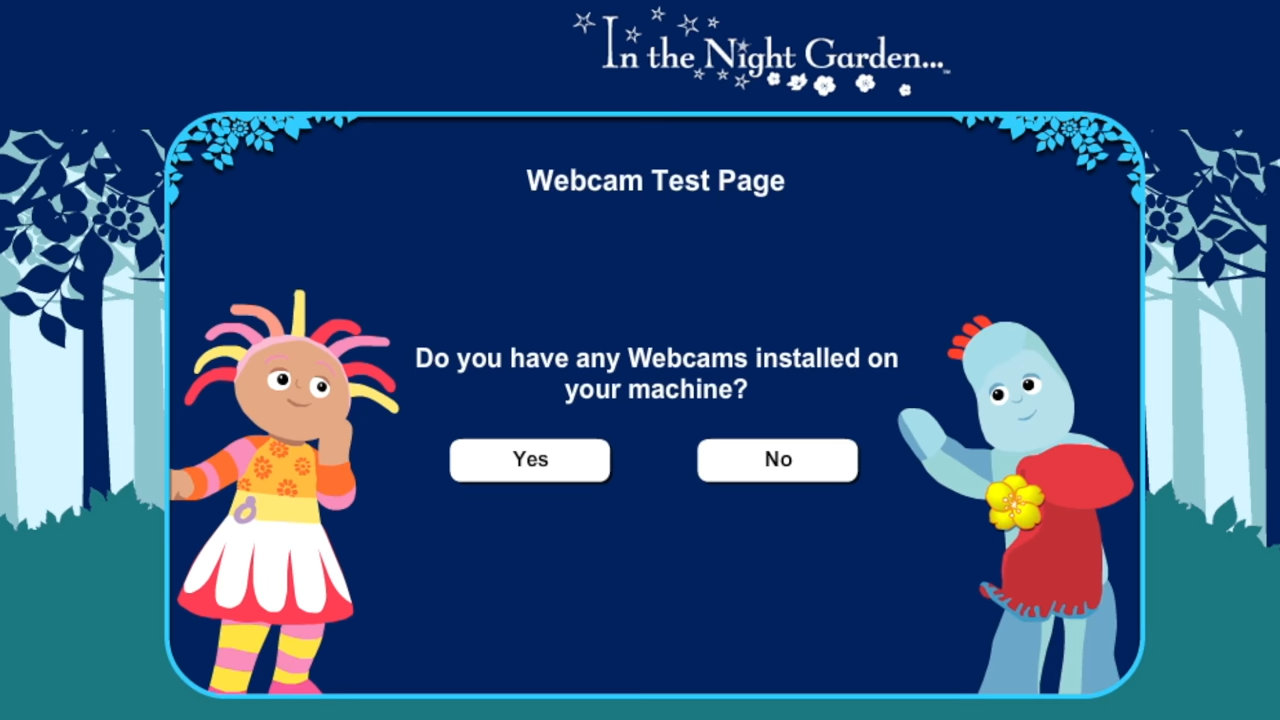 In the Night Garden...
Webcam Test Page
Do you have any Webcams installed on
your machine?
Yes
No